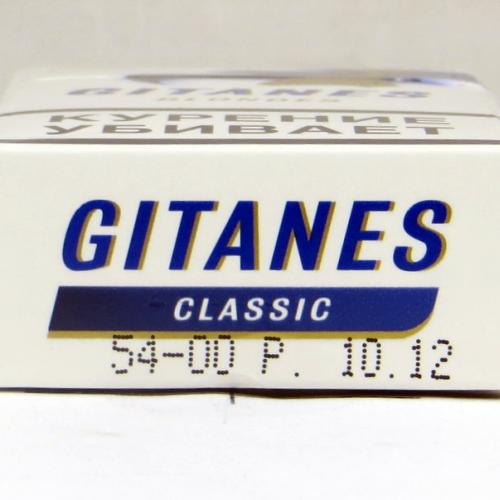 GITANES
BLONDES
КУРЕНИЕ
УБИВАЕТ
GITANES
CLASSIC
54-00 Р. 10.12